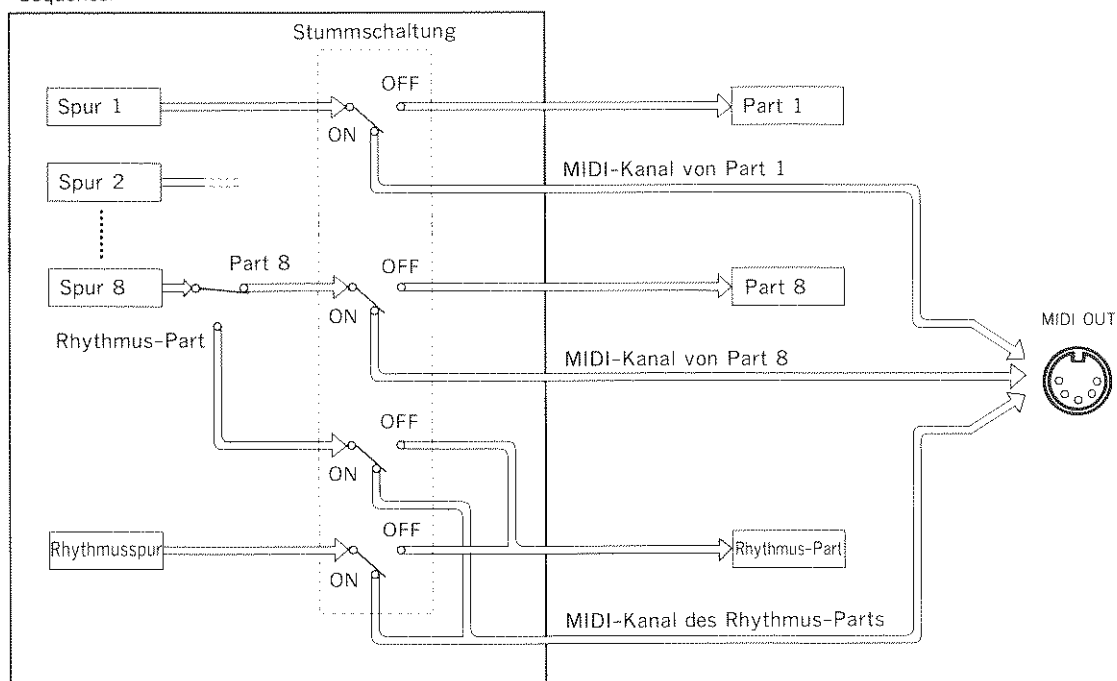 Stummschaltung
OFF
Spur 1
Part 1
ON
MIDI-Kanal von Part 1
Spur 2
Part 8
OFF
Spur 8
Part 8
ON
MIDI OUT
Rhythmus-Part
MIDI-Kanal von Part 8
OFF
ON
OFF
Rhythmusspur
Rhythmus-Part
ON
MIDI-Kanal des Rhythmus-Parts